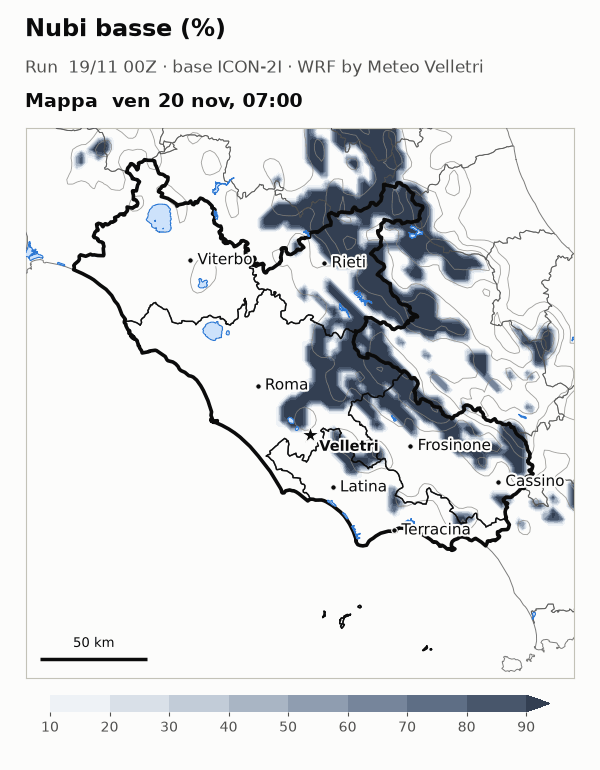 Nubi basse (%)
Run  19/11 00Z · base ICON-2I · WRF by Meteo Velletri
Mappa  ven 20 nov, 07:00
Viterbo
Rieti
Roma
Velletri
Frosinone
Latina
Cassino
Terracina
50 km
10 20 30 40 50 60 70 80 90